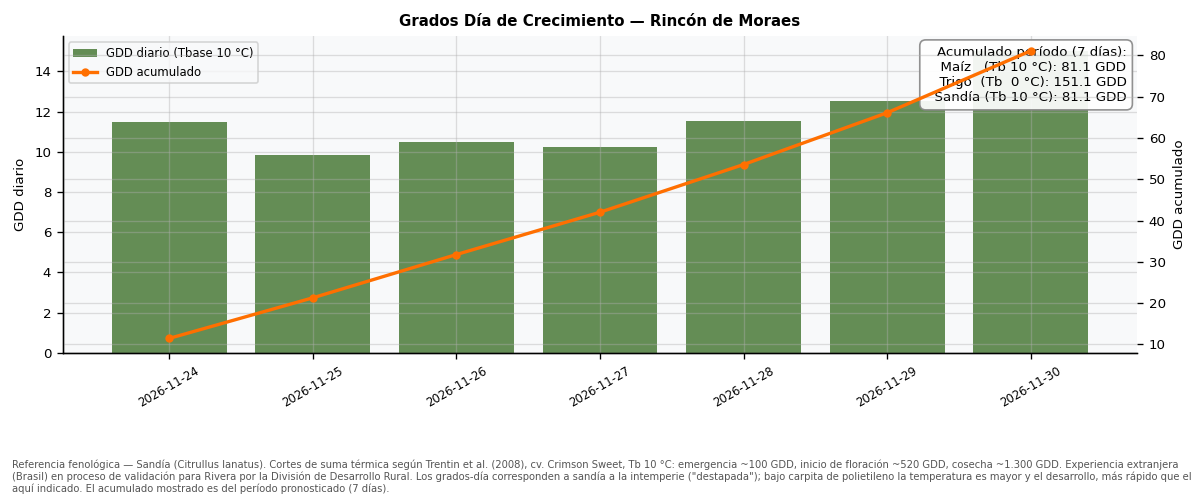 Grados Día de Crecimiento — Rincón de Moraes
GDD diario (Tbase 10 °C)
GDD acumulado
Acumulado período (7 días):
Maíz (Tb 10 °C): 81.1 GDD
Trigo (Tb 0 °C): 151.1 GDD
Sandía (Tb 10 °C): 81.1 GDD
GDD diario
14
12
10
8
6
4
2
0
GDD acumulado
80
70
60
50
40
30
20
10
2026-11-24
2026-11-25
2026-11-26
2026-11-27
2026-11-28
2026-11-29
2026-11-30
Referencia fenológica — Sandía (Citrullus lanatus). Cortes de suma térmica según Trentin et al. (2008), cv. Crimson Sweet, Tb 10 °C: emergencia ~100 GDD, inicio de floración ~520 GDD, cosecha ~1.300 GDD. Experiencia extranjera
(Brasil) en proceso de validación para Rivera por la División de Desarrollo Rural. Los grados-día corresponden a sandía a la intemperie ("destapada"); bajo carpita de polietileno la temperatura es mayor y el desarrollo, más rápido que el
aquí indicado. El acumulado mostrado es del período pronosticado (7 días).